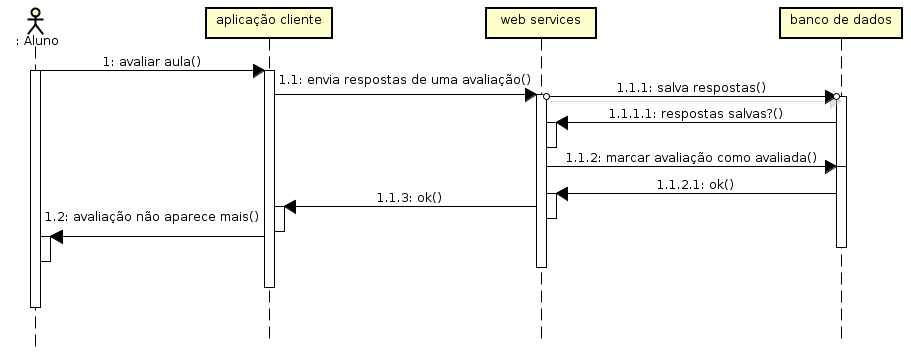 aplicação cliente
web services
banco de dados
: Aluno
1: avaliar aula()
1.1: envia respostas de uma avaliação()
1.1.1: salva respostas()
1.1.1.1: respostas salvas?()
1.1.2: marcar avaliação como avaliada()
1.1.2.1: ok()
1.1.3: ok()
1.2: avaliação não aparece mais()